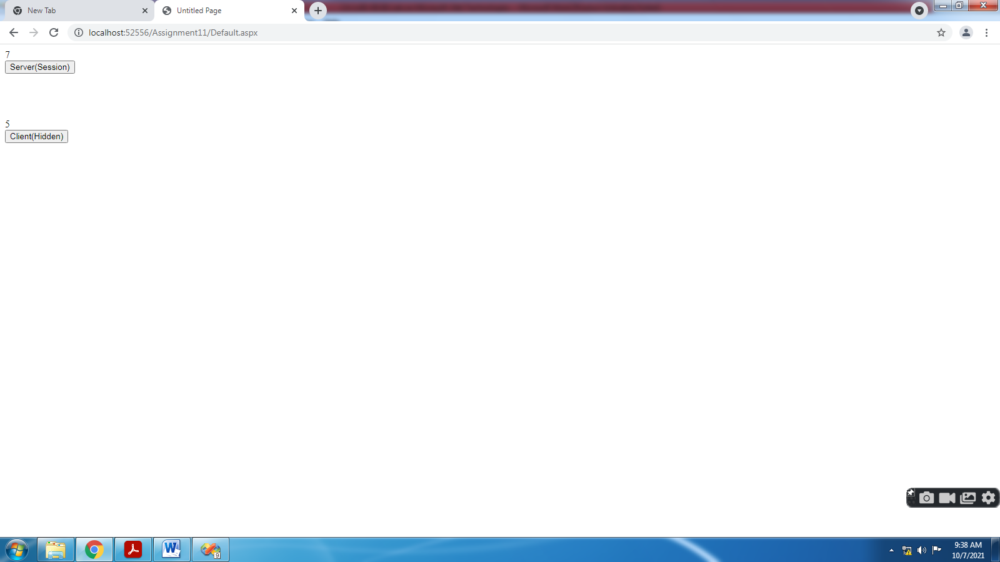 New Tab
Untitled Page
localhost:52556/Assignment11/Default.aspx
7
Server(Session)
5
Client(Hidden)
W
9
9:38 AM
10/7/2021